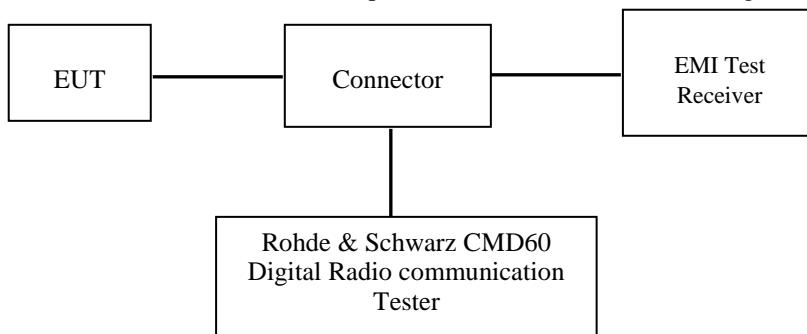 EUT
Connector
EMI Test
Receiver
Rohde & Schwarz CMD60
Digital Radio communication
Tester